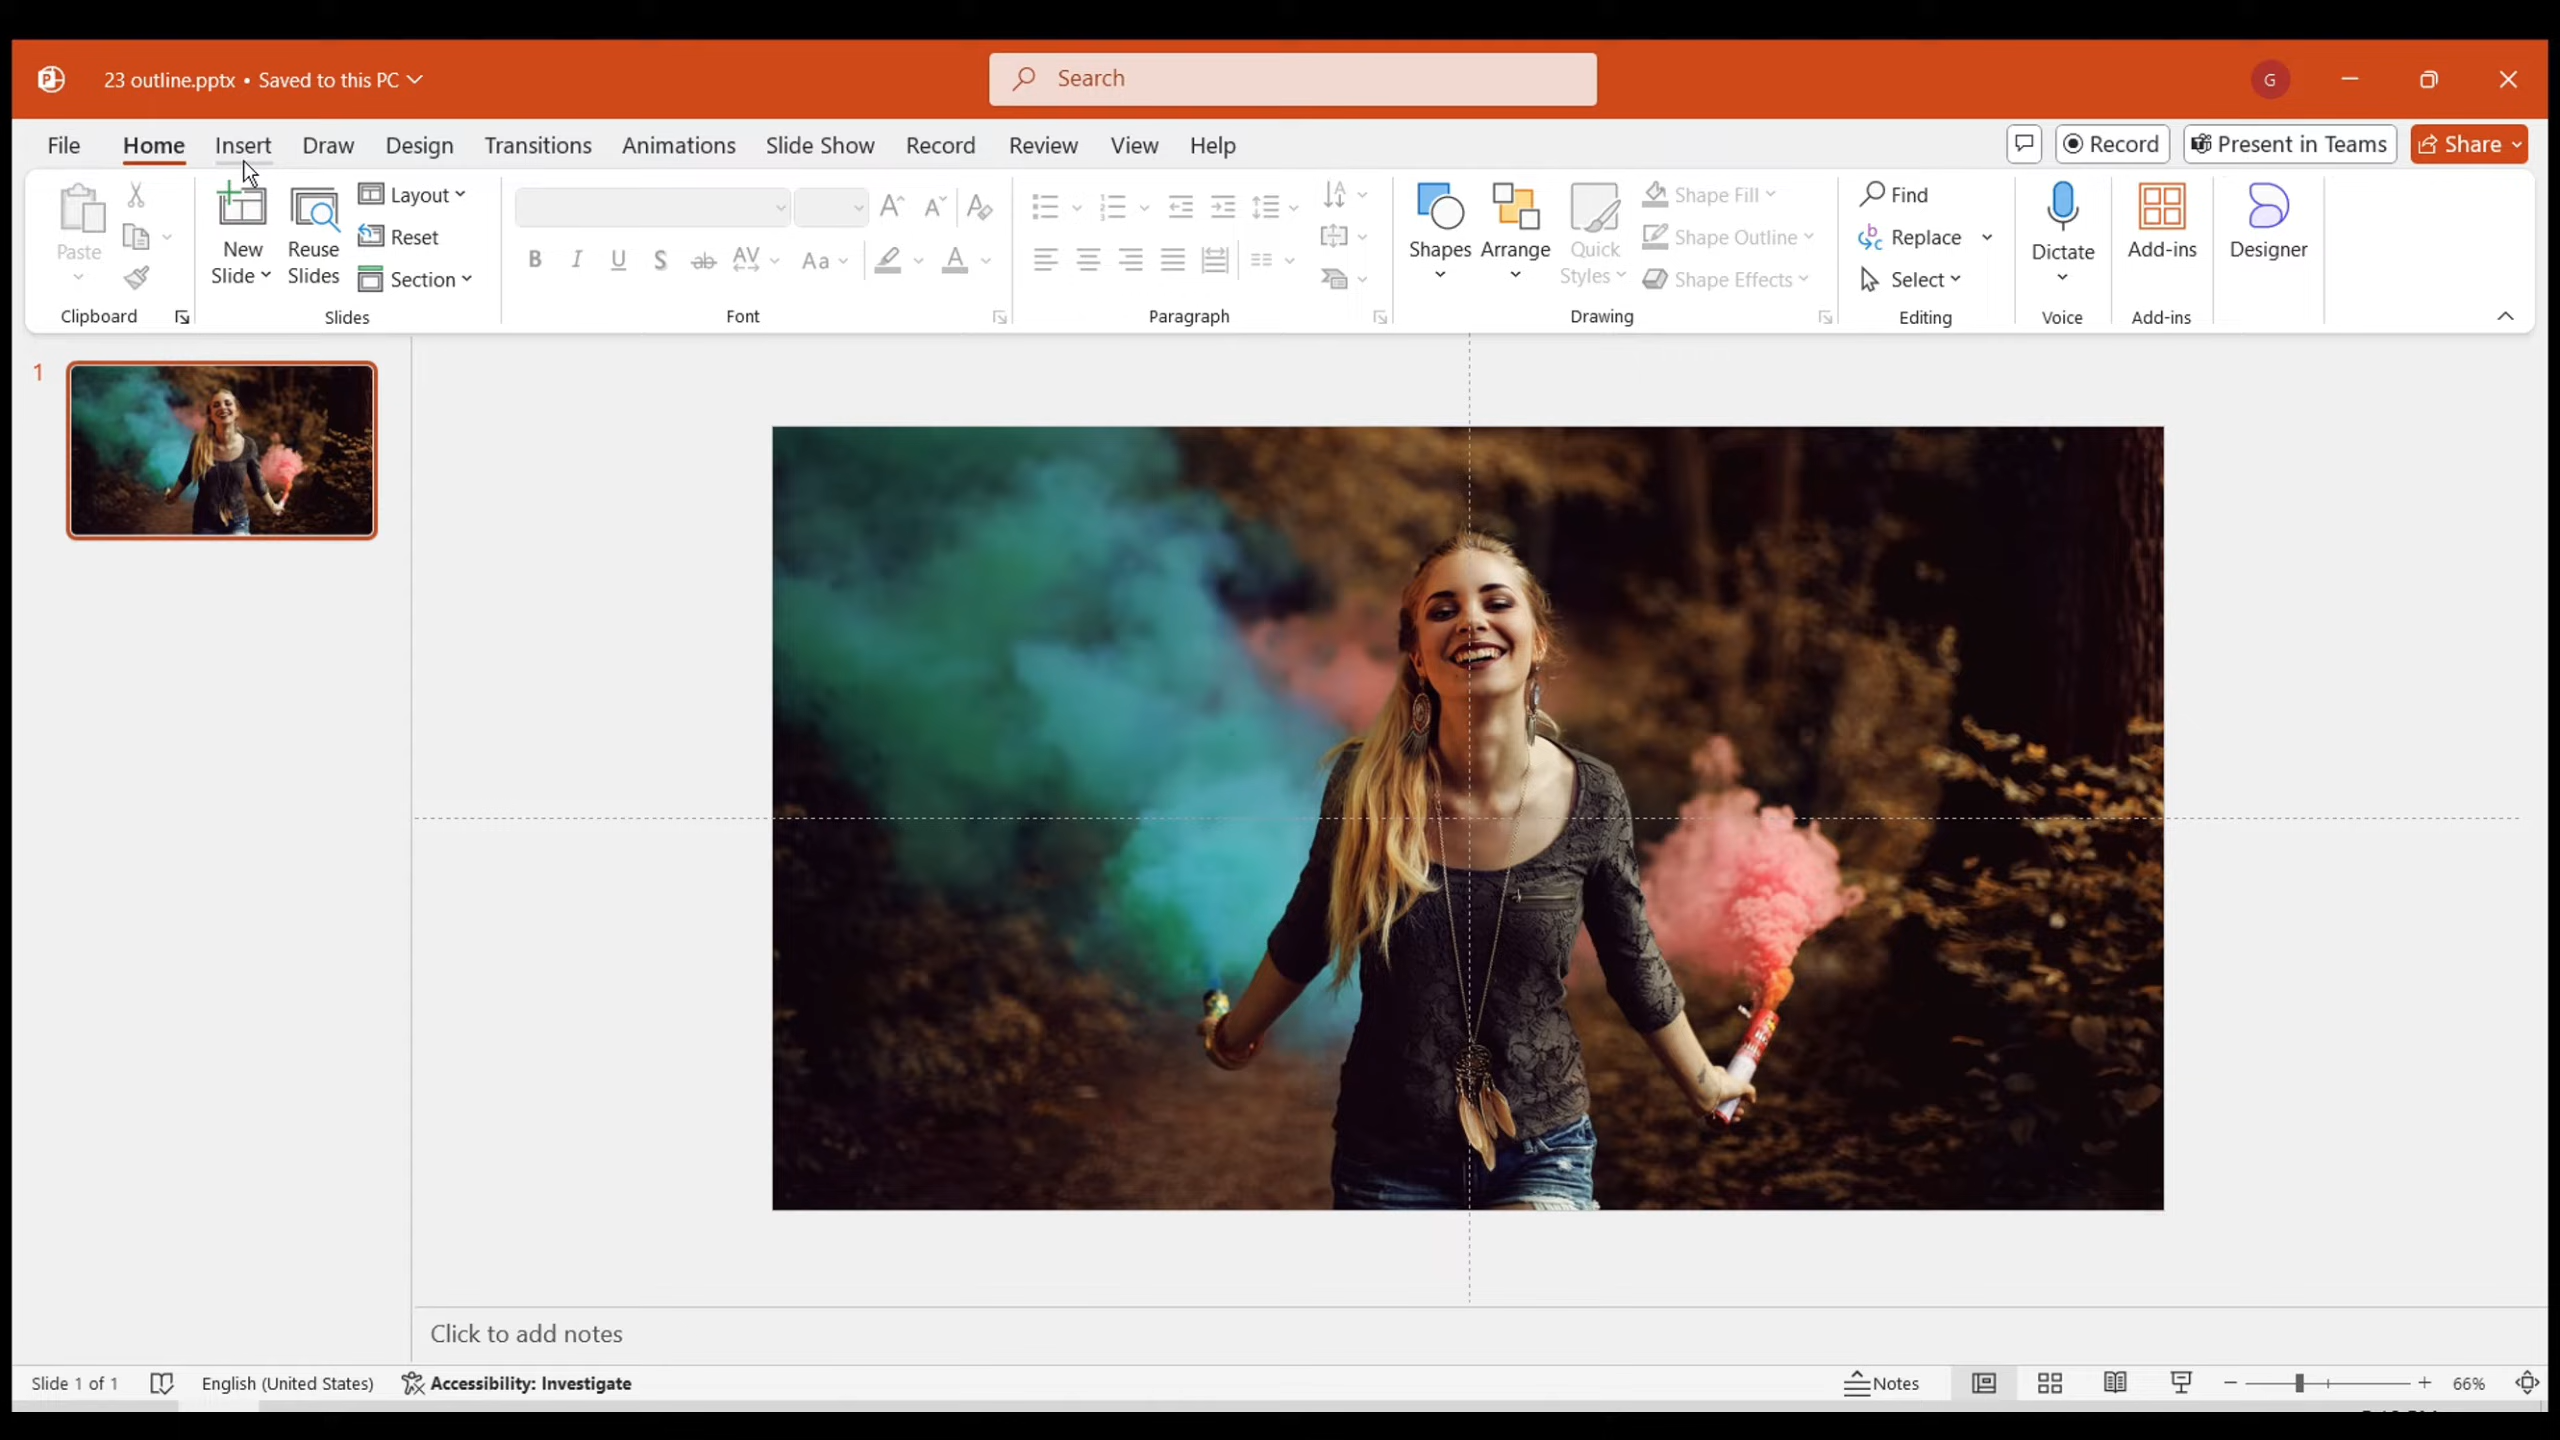 23 outline.pptx • Saved to this PC
Search
G
File Home Insert Draw Design Transitions Animations Slide Show Record Review View Help
Record Present in Teams Share
Paste
New Slide
Reuse Slides
Layout
Reset
Section
B I U S ab AV Aa A
Shapes
Arrange
Quick Styles
Shape Fill
Shape Outline
Shape Effects
Find
Replace
Select
Dictate
Add-ins
Designer
Clipboard Slides Font Paragraph Drawing Editing Voice Add-ins
1
Click to add notes
Slide 1 of 1 English (United States) Accessibility: Investigate Notes 66%